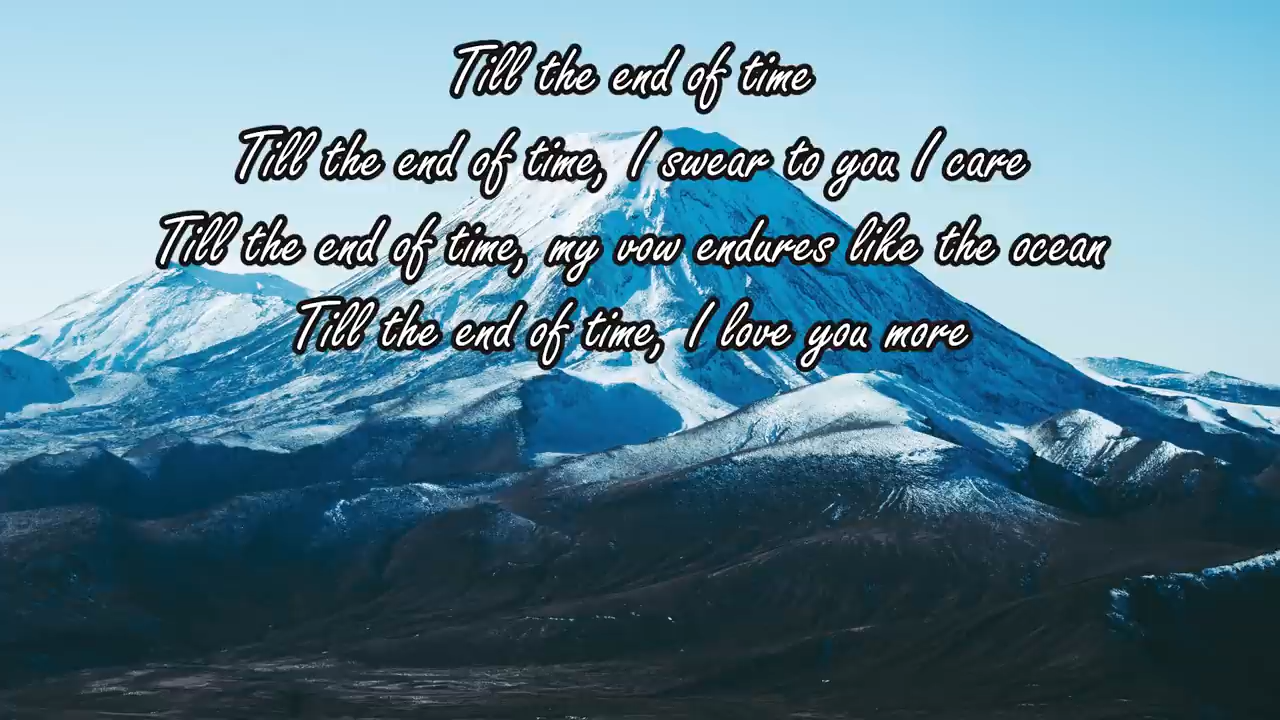 Till the end of time
Till the end of time, I swear to you I care
Till the end of time, my vow endures like the ocean
Till the end of time, I love you more